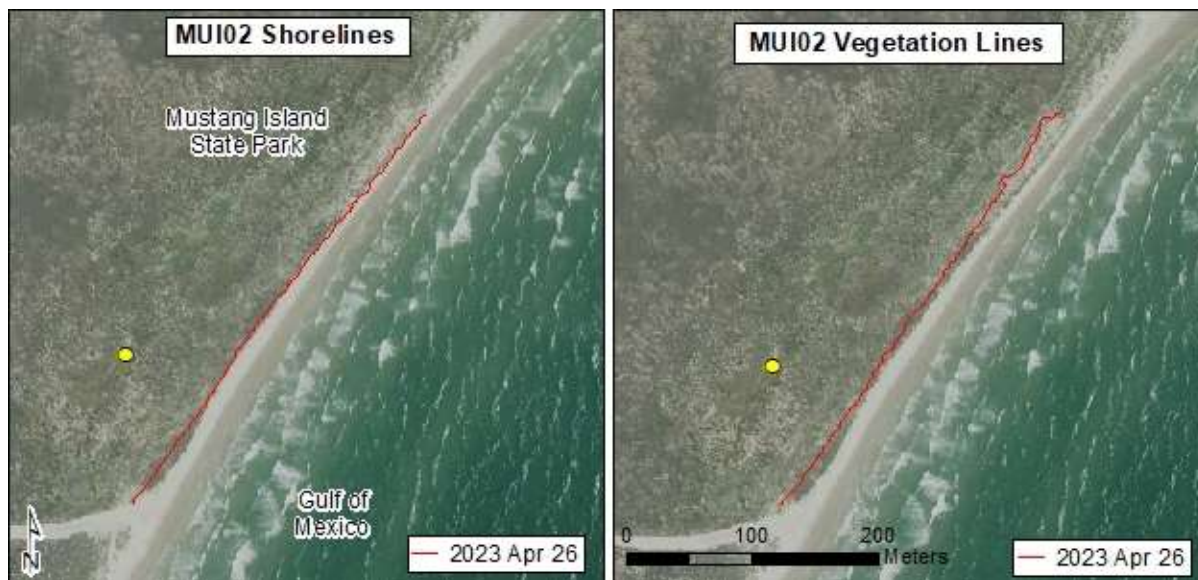 MUI02 Shorelines
Mustang Island
State Park
Gulf of
Mexico
N
2023 Apr 26
MUI02 Vegetation Lines
0 100 200
Meters
2023 Apr 26